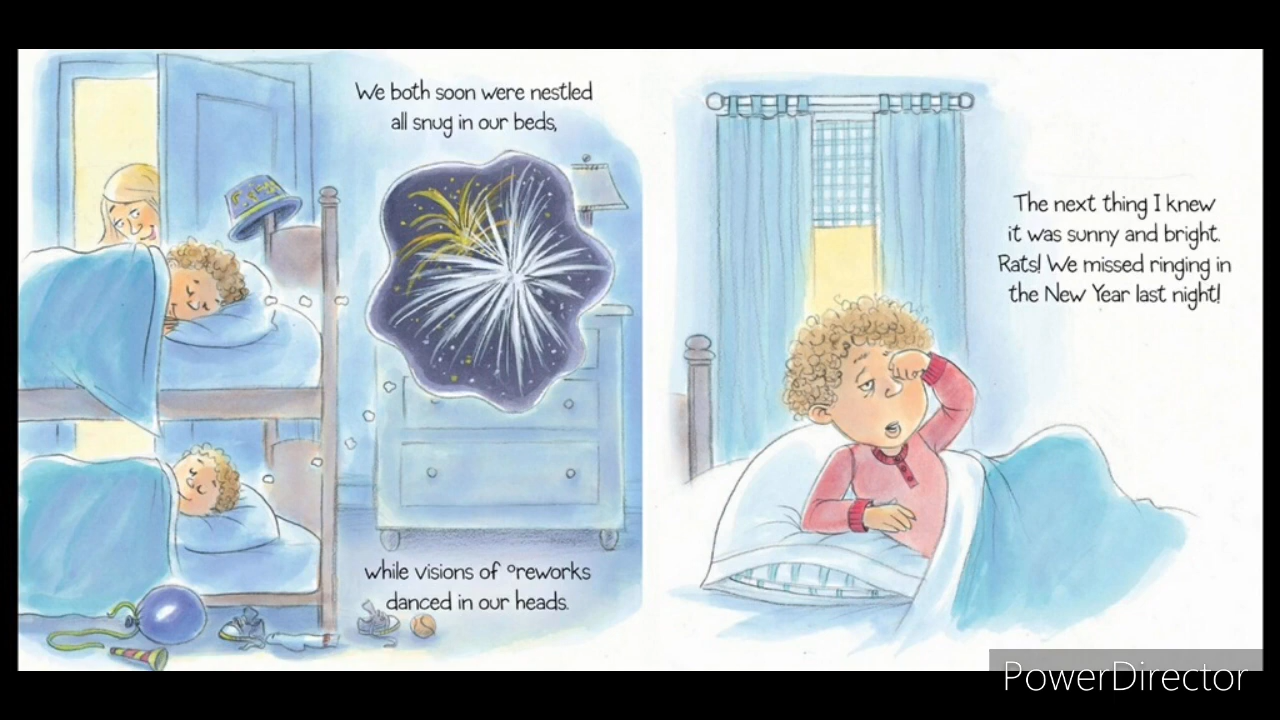 We both soon were nestled
all snug in our beds,
while visions of °reworks
danced in our heads.
The next thing I knew
it was sunny and bright.
Rats! We missed ringing in
the New Year last night!
PowerDirector